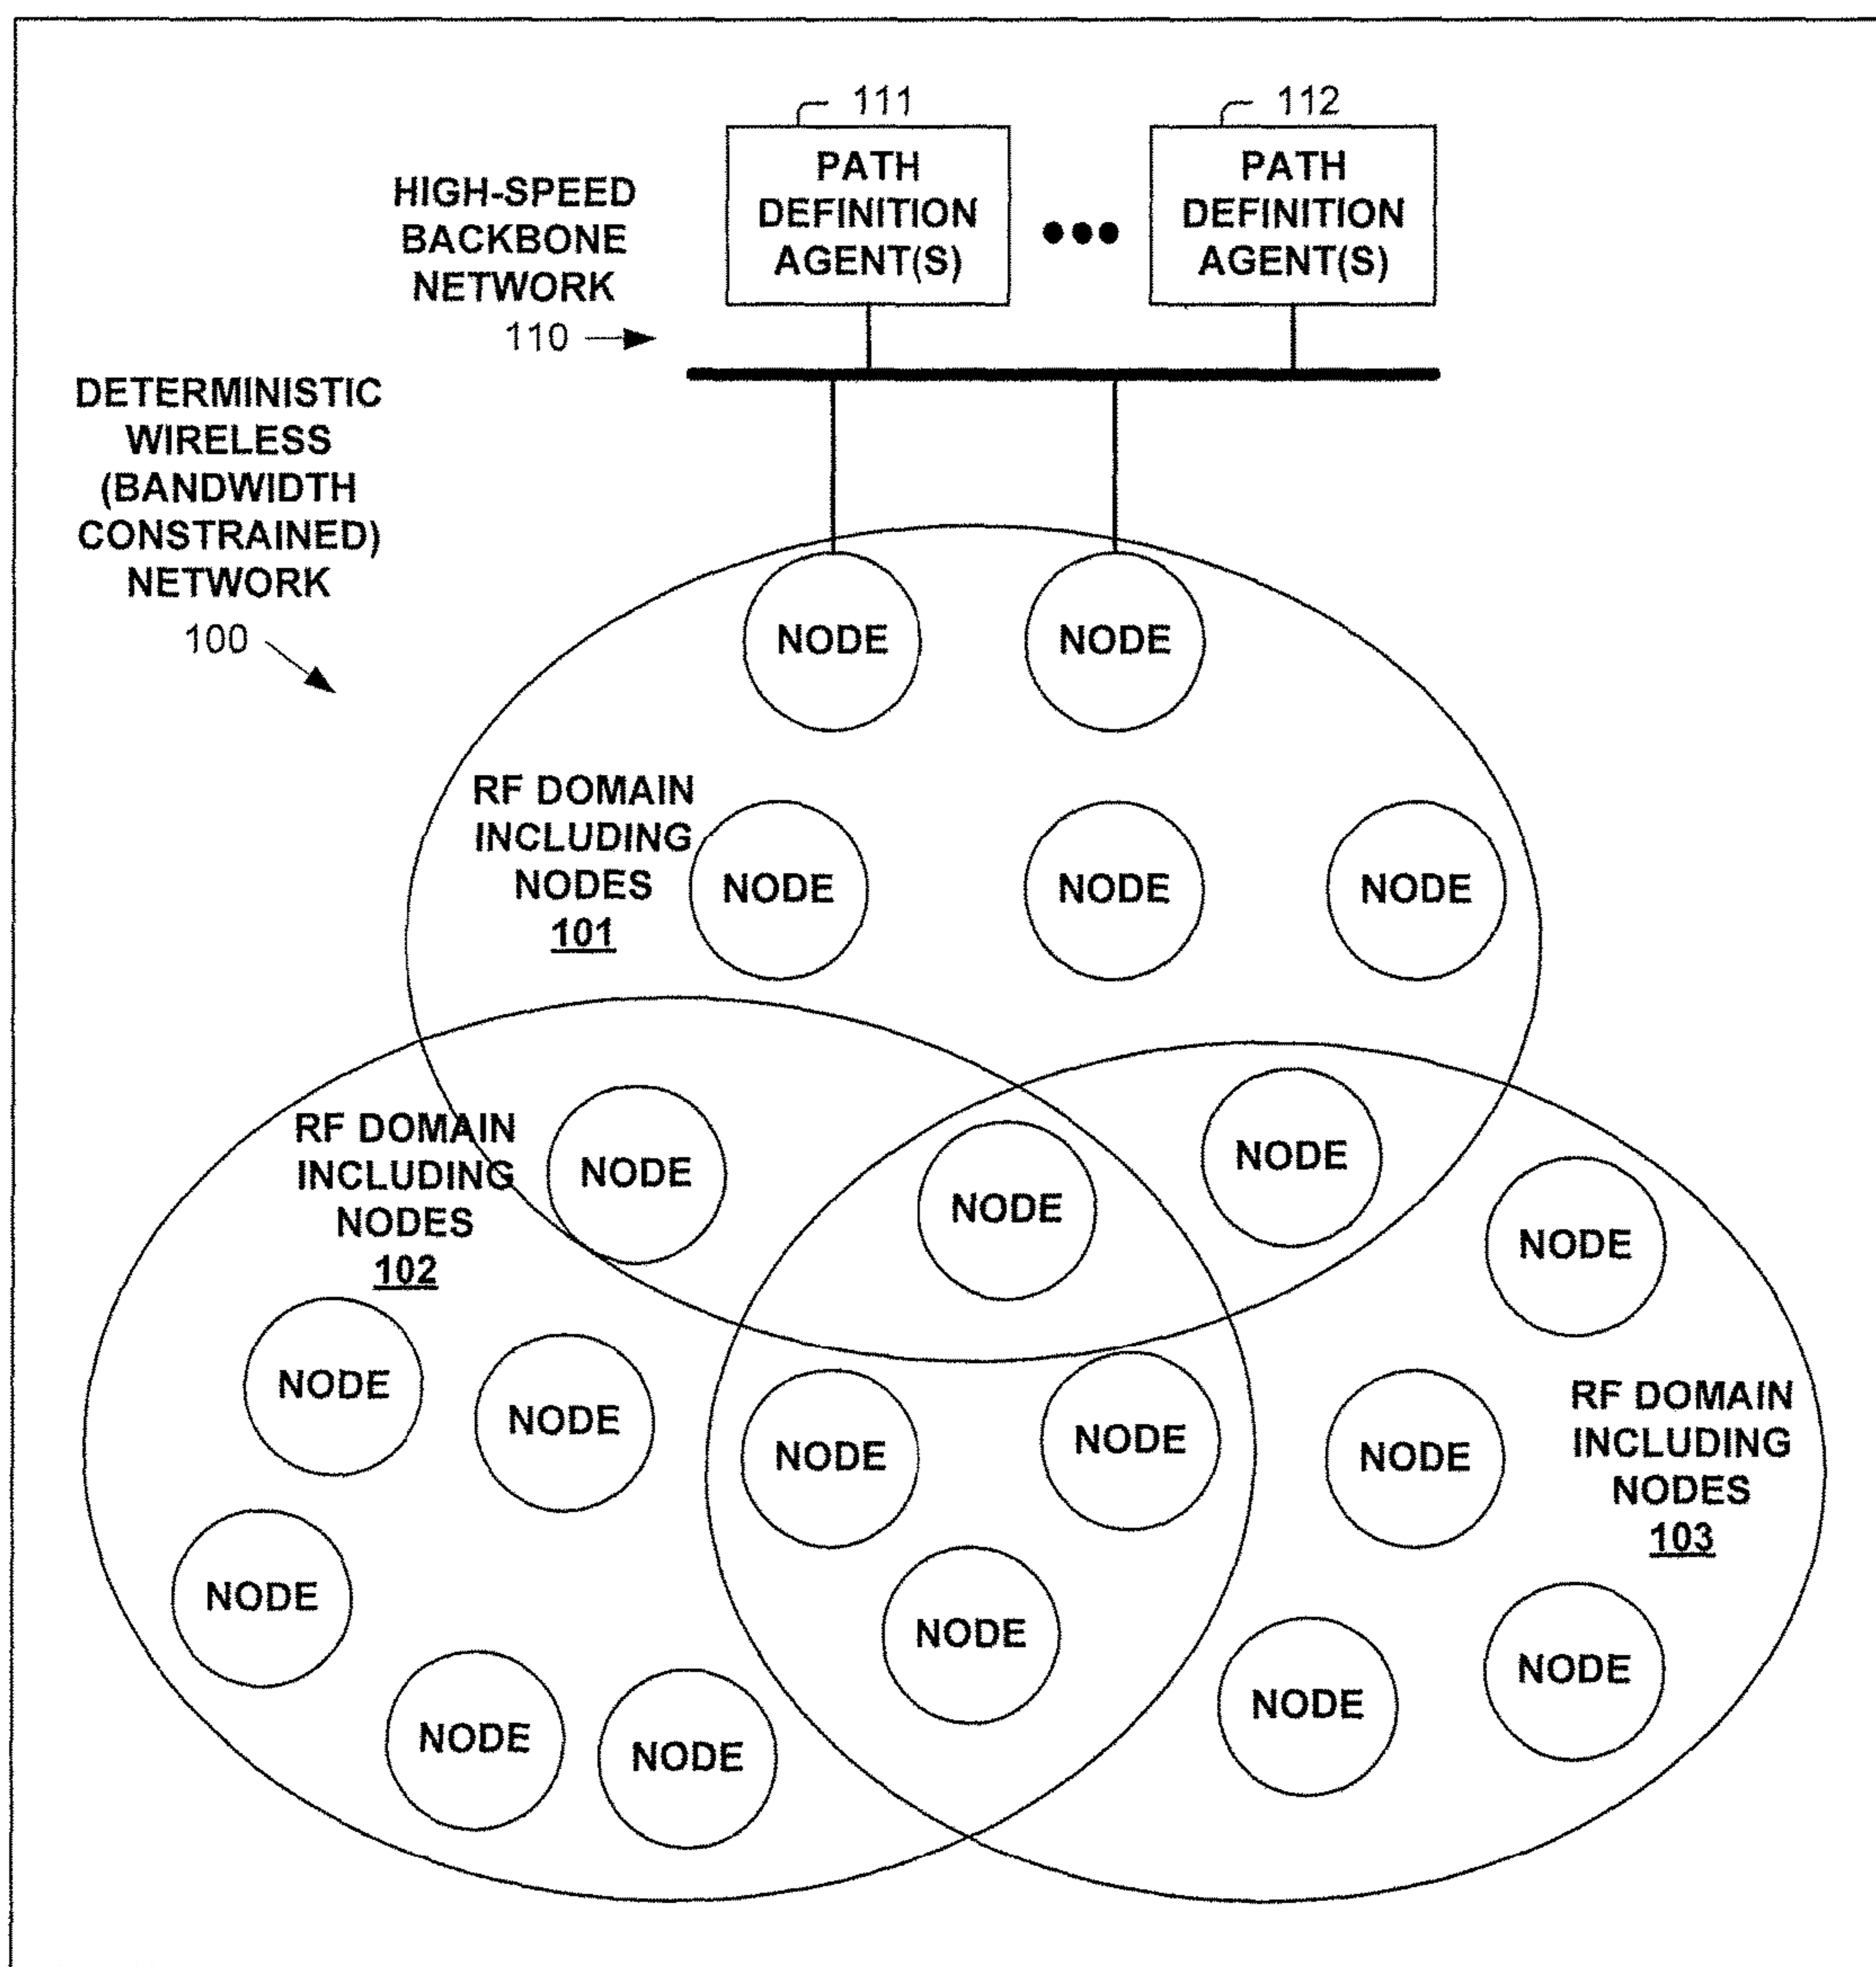 111
112
PATH
DEFINITION
AGENT(S)
PATH
DEFINITION
AGENT(S)
HIGH-SPEED
BACKBONE
NETWORK
110
DETERMINISTIC
WIRELESS
(BANDWIDTH
CONSTRAINED)
NETWORK
100
NODE
NODE
RF DOMAIN
INCLUDING
NODES
101
NODE
NODE
NODE
RF DOMAIN
INCLUDING
NODES
102
NODE
NODE
NODE
NODE
NODE
NODE
NODE
NODE
NODE
RF DOMAIN
INCLUDING
NODES
103
NODE
NODE
NODE
NODE
NODE
NODE
NODE